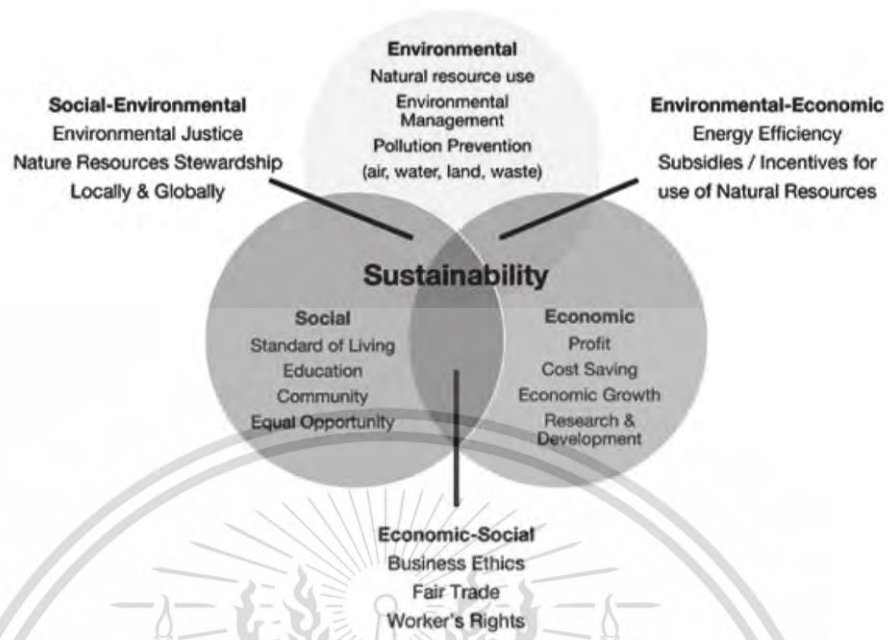 Environmental
Natural resource use
Environmental
Management
Pollution Prevention
(air, water, land, waste)
Social-Environmental
Environmental Justice
Nature Resources Stewardship
Locally & Globally
Environmental-Economic
Energy Efficiency
Subsidies / Incentives for
use of Natural Resources
Sustainability
Social
Standard of Living
Education
Community
Equal Opportunity
Economic
Profit
Cost Saving
Economic Growth
Research &
Development
Economic-Social
Business Ethics
Fair Trade
Worker's Rights